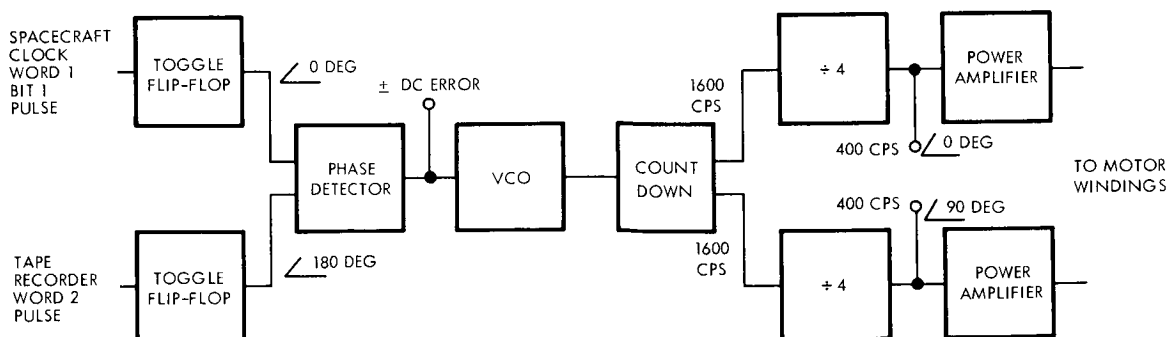 SPACECRAFT
CLOCK
WORD 1
BIT 1
PULSE
TOGGLE
FLIP-FLOP
∠ 0 DEG
TAPE
RECORDER
WORD 2
PULSE
TOGGLE
FLIP-FLOP
∠ 180 DEG
PHASE
DETECTOR
± DC ERROR
VCO
COUNT
DOWN
1600
CPS
÷ 4
400 CPS
∠ 0 DEG
POWER
AMPLIFIER
1600
CPS
÷ 4
400 CPS
∠ 90 DEG
POWER
AMPLIFIER
TO MOTOR
WINDINGS